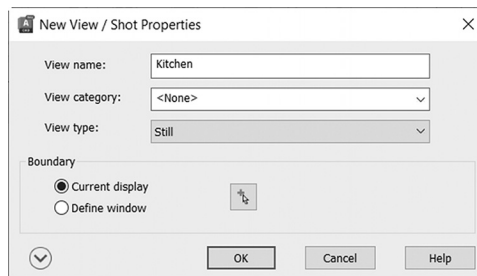 New View / Shot Properties
View name: Kitchen
View category: <None>
View type: Still
Boundary
Current display
Define window
OK Cancel Help